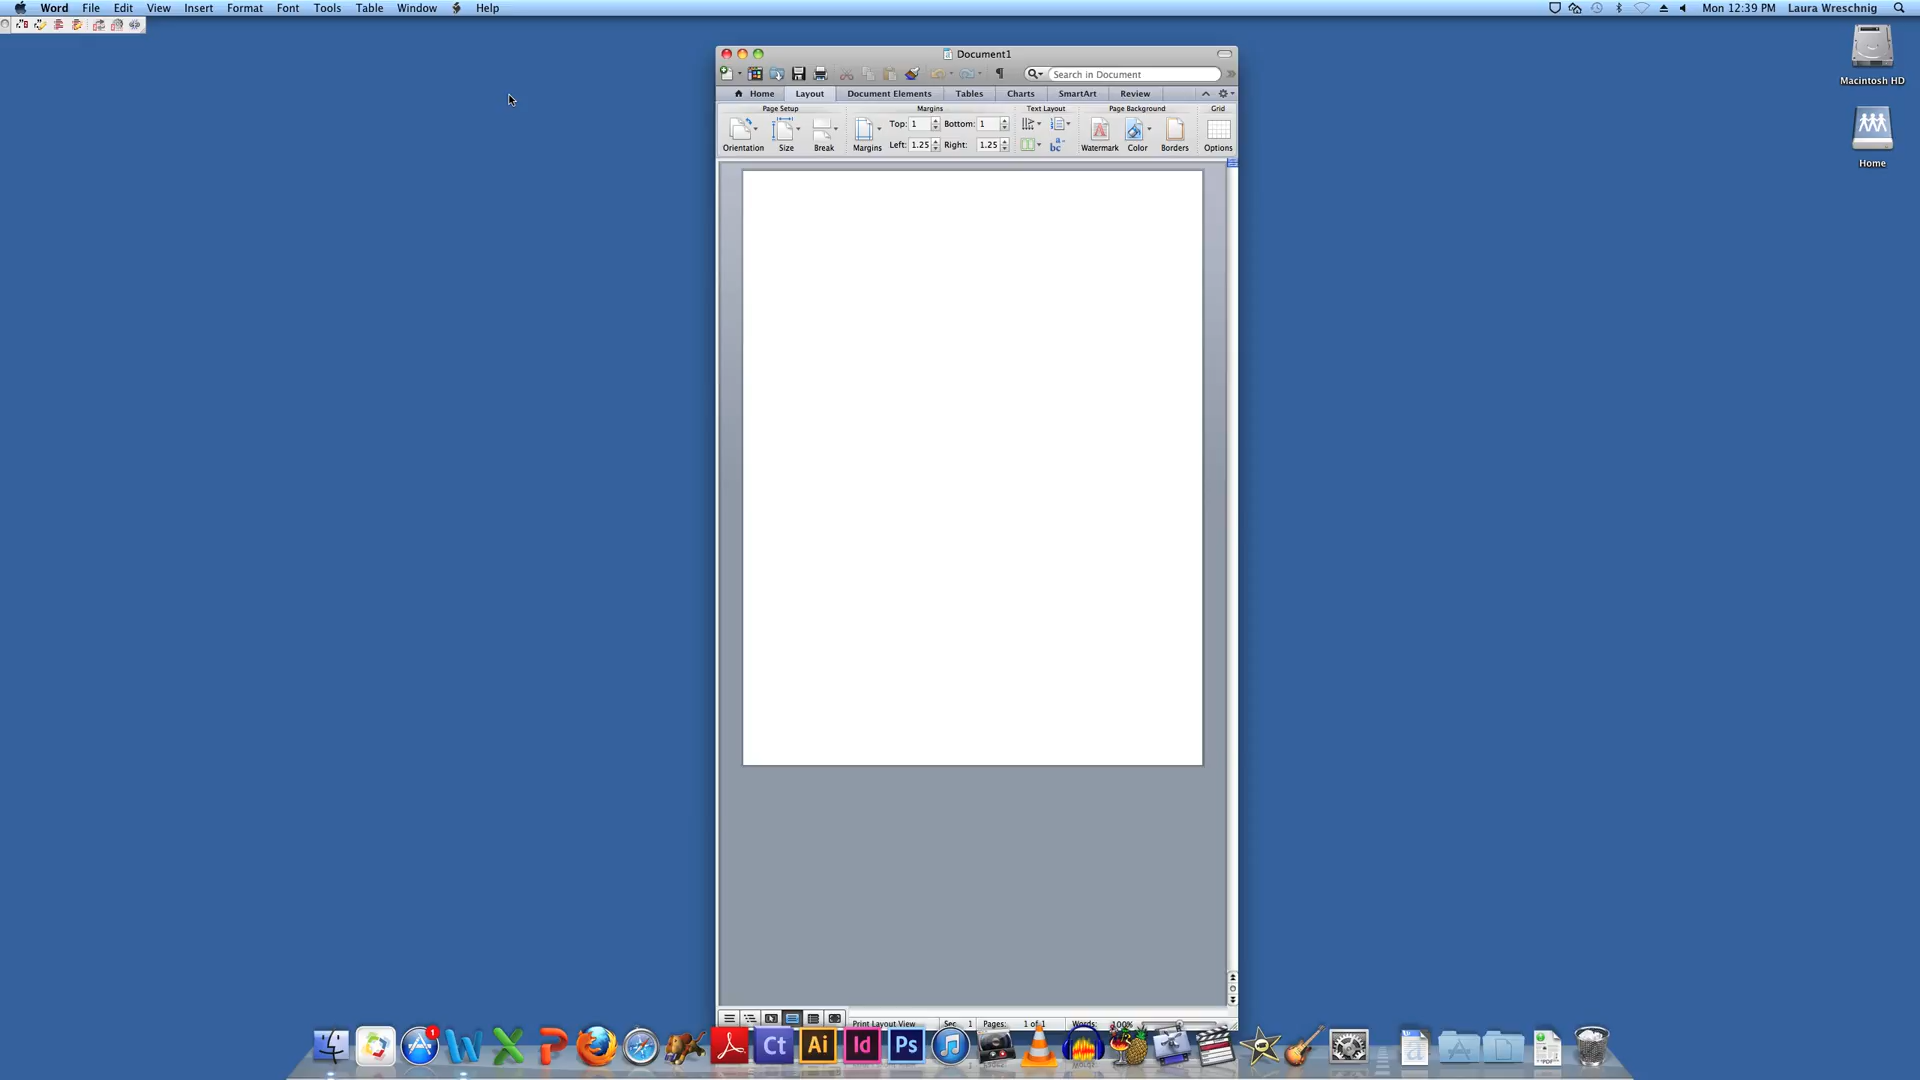 Word File Edit View Insert Format Font Tools Table Window Help Mon 12:39 PM Laura Wreschnig
Document1
Search in Document
Home Layout Document Elements Tables Charts SmartArt Review
Page Setup Margins Text Layout Page Background Grid
Top: 1 Bottom: 1
Left: 1.25 Right: 1.25
Orientation Size Break Margins Watermark Color Borders Options
Macintosh HD
Home
Print Layout View Sec 1 Pages: 1 of 1 Words: 100%
1
Ct Ai Id Ps